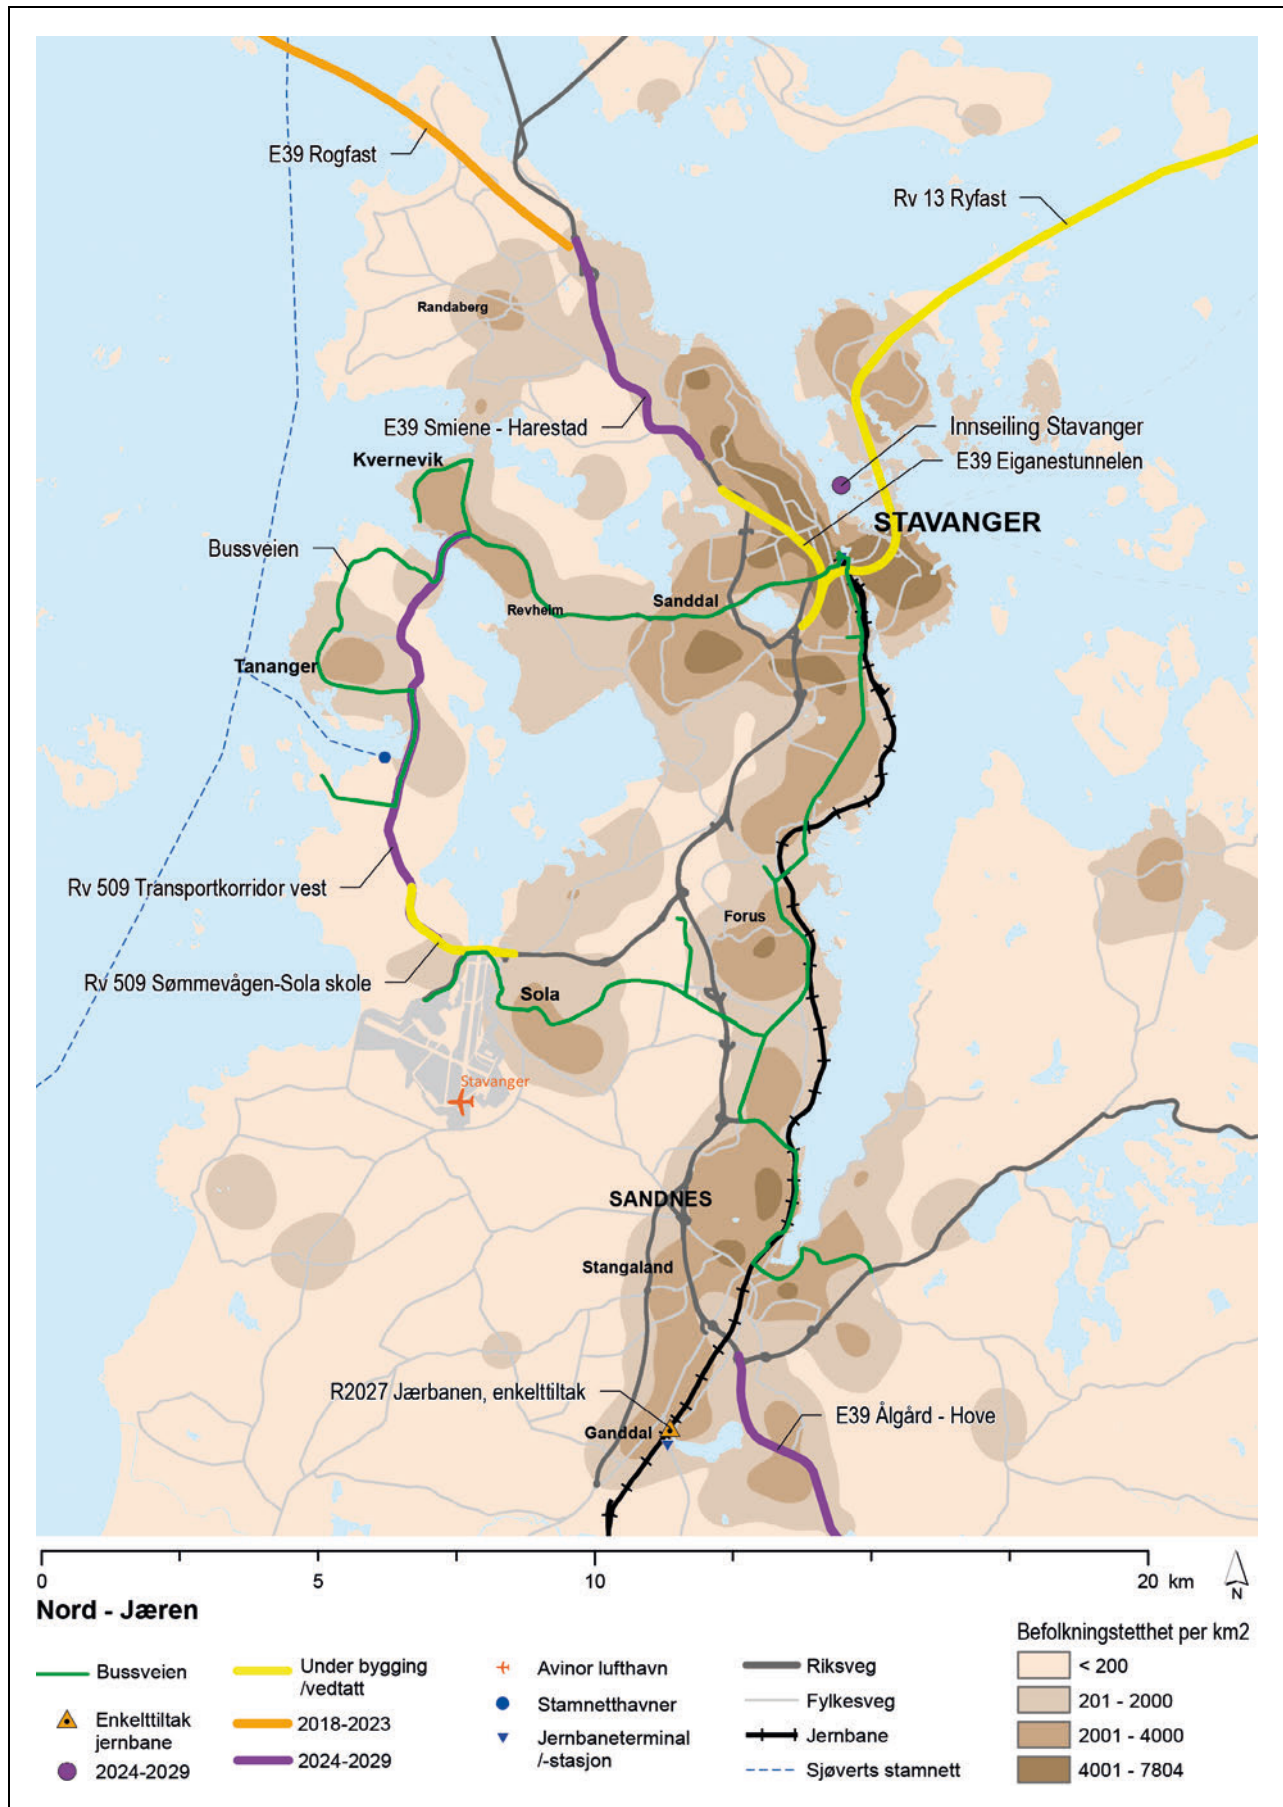 E39 Rogfast
Rv 13 Ryfast
Randaberg
E39 Smiene - Harestad
Innseiling Stavanger
Kvernevik
E39 Eiganestunnelen
STAVANGER
Bussveien
Revheim
Sanddal
Tananger
Rv 509 Transportkorridor vest
Forus
Rv 509 Sømmevågen-Sola skole
Sola
Stavanger
SANDNES
Stangaland
R2027 Jærbanen, enkelttiltak
E39 Ålgård - Hove
Ganddal
0 5 10 20 km
N
Nord - Jæren
Bussveien
Enkelttiltak
jernbane
2024-2029
Under bygging
/vedtatt
2018-2023
2024-2029
Avinor lufthavn
Stamnetthavner
Jernbaneterminal
/-stasjon
Riksveg
Fylkesveg
Jernbane
Sjøverts stamnett
Befolkningstetthet per km2
< 200
201 - 2000
2001 - 4000
4001 - 7804